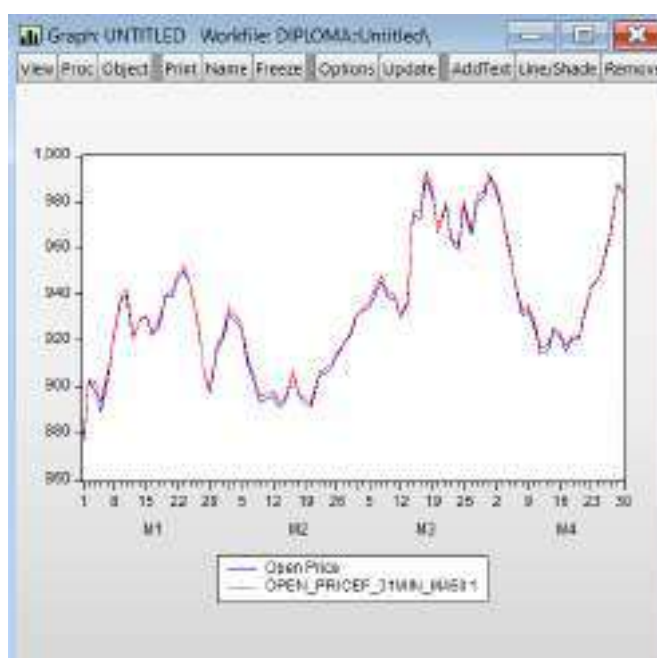 Graph: UNTITLED Workfile: DIPLOMA::Untitled\
View Proc Object Print Name Freeze Options Update AddText Line/Shade Remove
1,000
980
960
940
920
900
880
860
1 8 15 22 29 5 12 19 26 5 12 19 26 2 9 16 23 30
M1 M2 M3 M4
Open Price